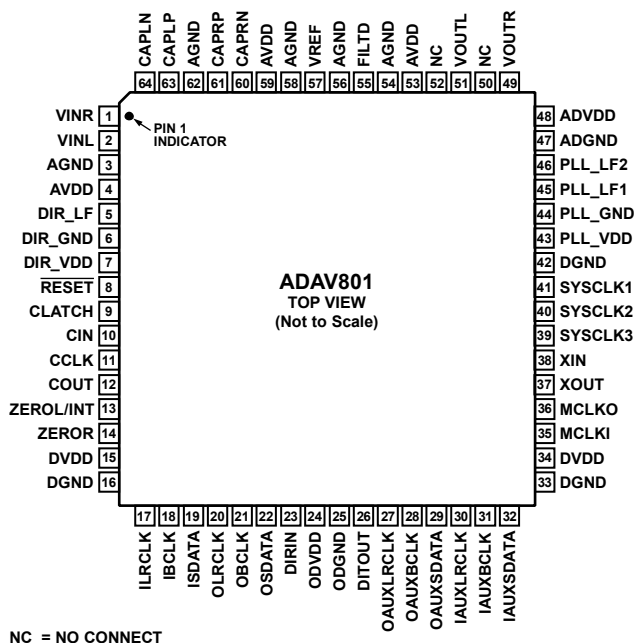 CAPLN
CAPLP
AGND
CAPRP
CAPRN
AVDD
AGND
VREF
AGND
FILTD
AGND
AVDD
NC
VOUTL
NC
VOUTR
64 63 62 61 60 59 58 57 56 55 54 53 52 51 50 49
VINR 1
VINL 2
AGND 3
AVDD 4
DIR_LF 5
DIR_GND 6
DIR_VDD 7
RESET 8
CLATCH 9
CIN 10
CCLK 11
COUT 12
ZEROL/INT 13
ZEROR 14
DVDD 15
DGND 16
PIN 1
INDICATOR
ADAV801
TOP VIEW
(Not to Scale)
48 ADVDD
47 ADGND
46 PLL_LF2
45 PLL_LF1
44 PLL_GND
43 PLL_VDD
42 DGND
41 SYSCLK1
40 SYSCLK2
39 SYSCLK3
38 XIN
37 XOUT
36 MCLKO
35 MCLKI
34 DVDD
33 DGND
17 18 19 20 21 22 23 24 25 26 27 28 29 30 31 32
ILRCLK
IBCLK
ISDATA
OLRCLK
OBCLK
OSDATA
DIRIN
ODVDD
ODGND
DITOUT
OAUXLRCLK
OAUXBCLK
OAUXSDATA
IAUXLRCLK
IAUXBCLK
IAUXSDATA
NC = NO CONNECT